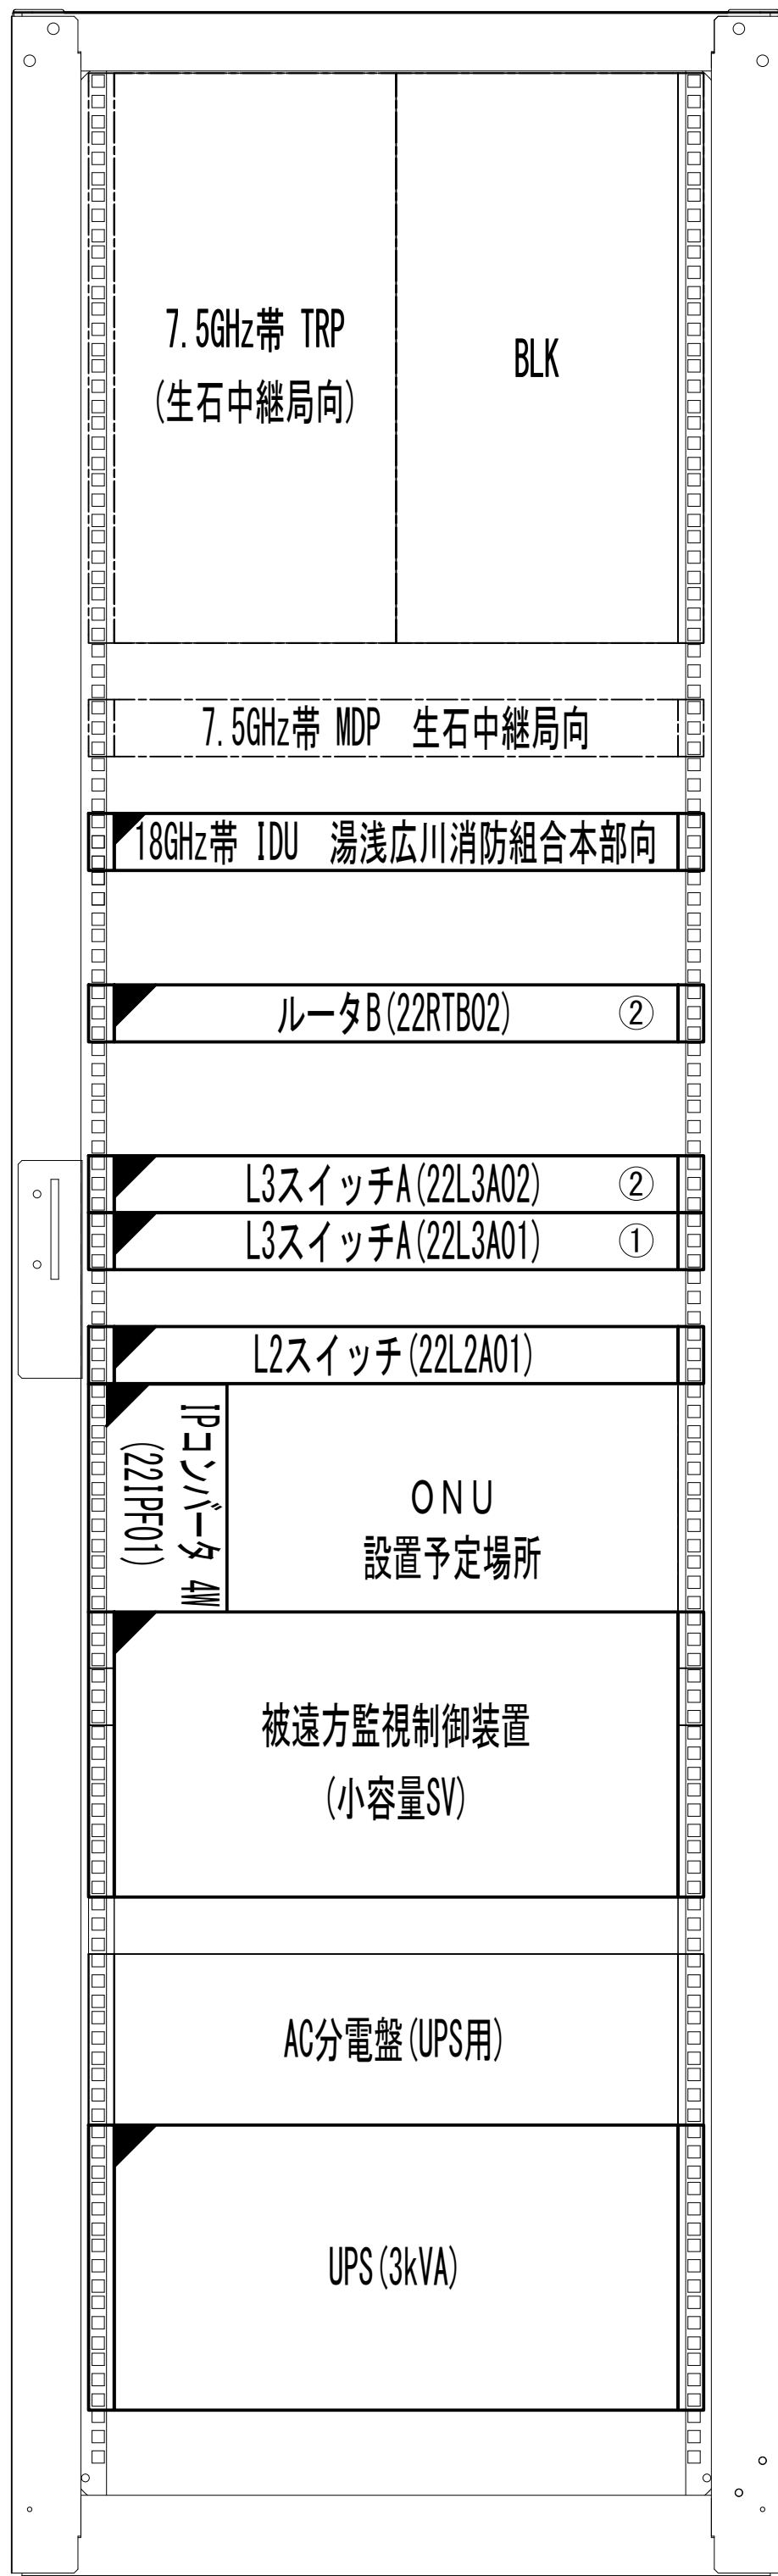 7.5GHz帯 TRP
(生石中継局向)
BLK
7.5GHz帯 MDP　生石中継局向
18GHz帯 IDU　湯浅広川消防組合本部向
ルータB(22RTB02) ②
L3スイッチA(22L3A02) ②
L3スイッチA(22L3A01) ①
L2スイッチ(22L2A01)
IPコンバータ 4W
(22IPF01)
ＯＮＵ
設置予定場所
被遠方監視制御装置
(小容量SV)
AC分電盤(UPS用)
UPS(3kVA)